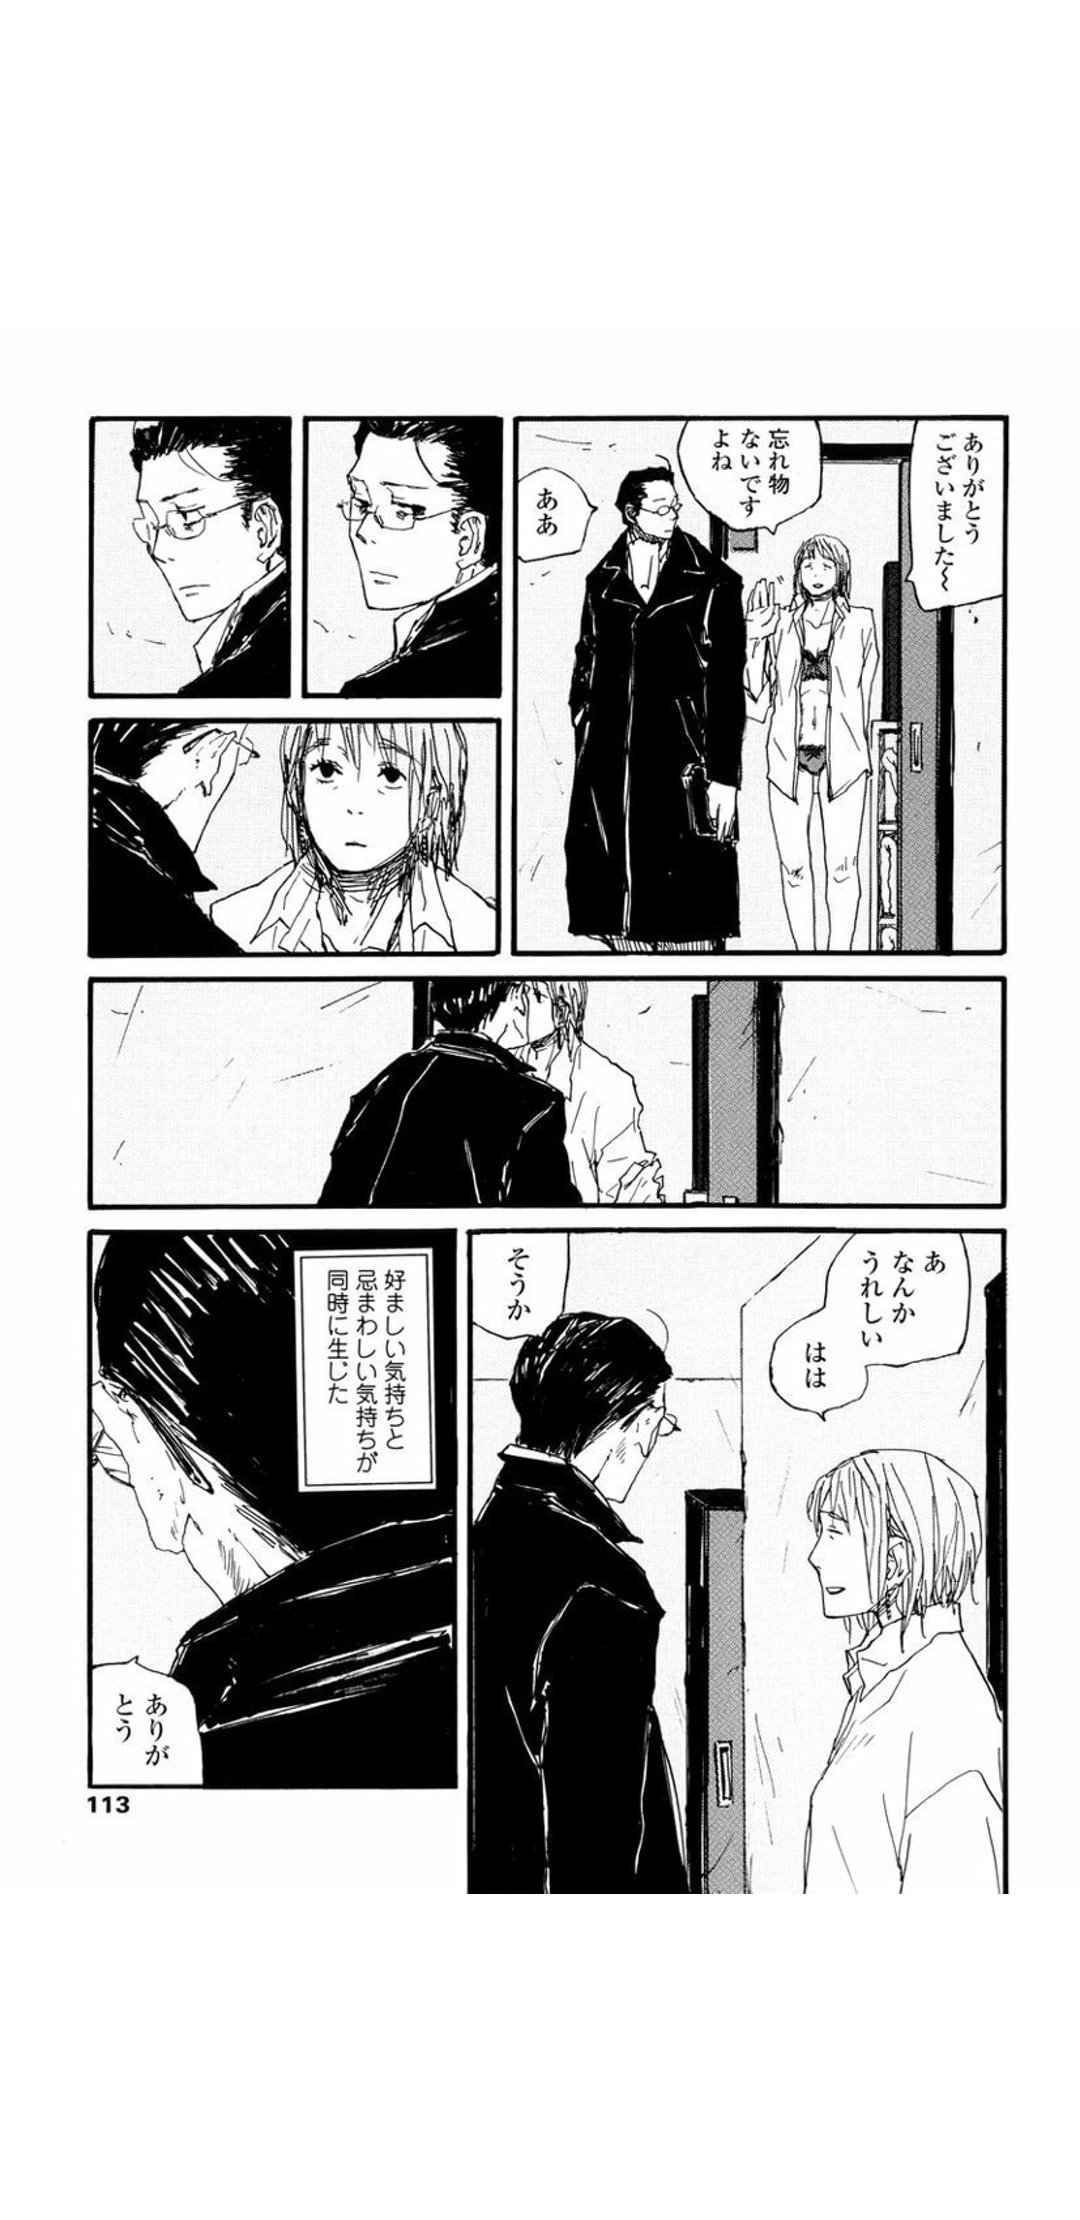 ありがとう
ございました〜
忘れ物
ないです
よね
ああ
あ
なんか
うれしい
はは
そうか
好ましい気持ちと
忌まわしい気持ちが
同時に生じた
ありが
とう
113